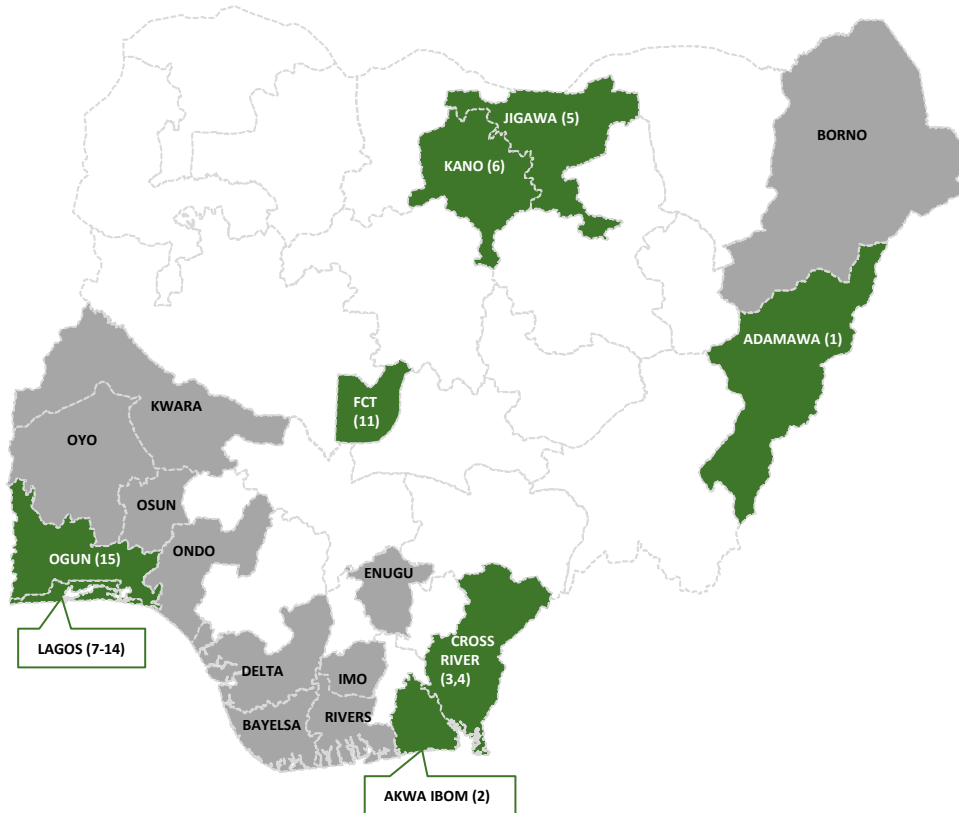 JIGAWA (5)
BORNO
KANO (6)
ADAMAWA (1)
FCT
(11)
KWARA
OYO
OSUN
ONDO
OGUN (15)
ENUGU
LAGOS (7-14)
CROSS
RIVER
(3,4)
DELTA
IMO
BAYELSA
RIVERS
AKWA IBOM (2)